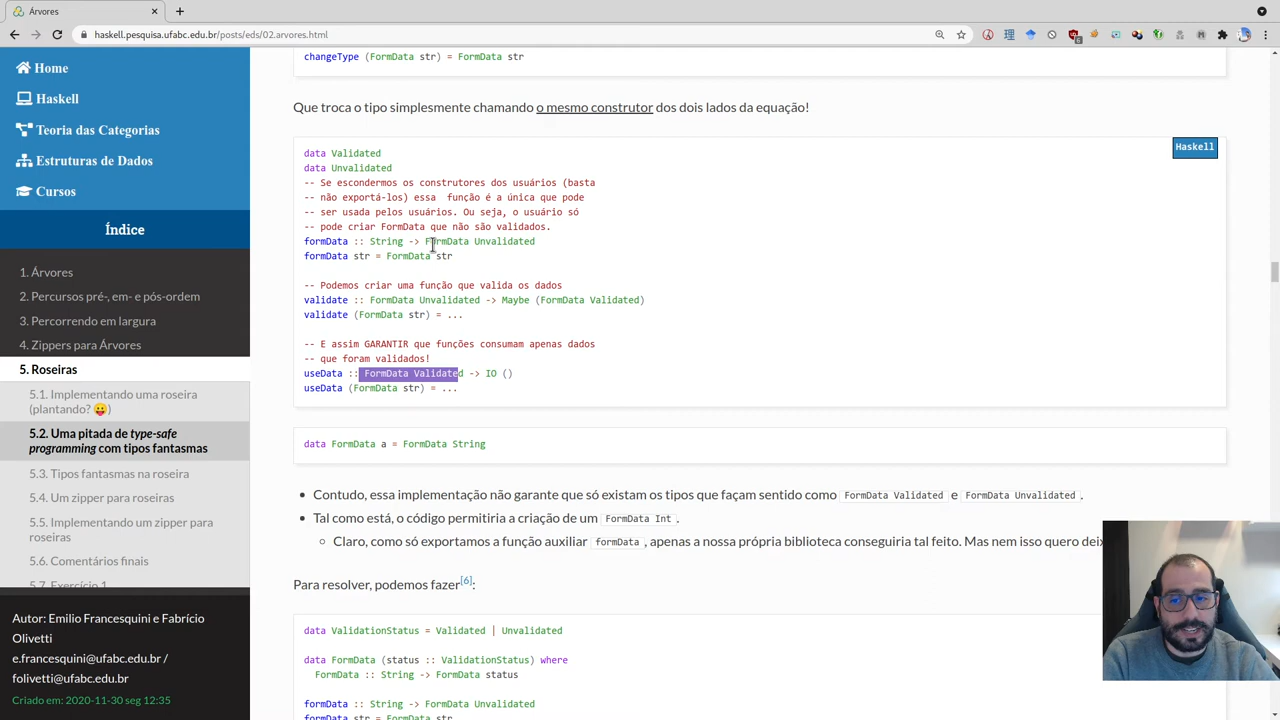 Árvores
haskell.pesquisa.ufabc.edu.br/posts/eds/02.arvores.html
Home
Haskell
Teoria das Categorias
Estruturas de Dados
Cursos
Índice
1. Árvores
2. Percursos pré-, em- e pós-ordem
3. Percorrendo em largura
4. Zippers para Árvores
5. Roseiras
5.1. Implementando uma roseira
(plantando? 😛)
5.2. Uma pitada de type-safe
programming com tipos fantasmas
5.3. Tipos fantasmas na roseira
5.4. Um zipper para roseiras
5.5. Implementando um zipper para
roseiras
5.6. Comentários finais
5.7. Exercício 1
Autor: Emilio Francesquini e Fabrício
Olivetti
e.francesquini@ufabc.edu.br /
folivetti@ufabc.edu.br
Criado em: 2020-11-30 seg 12:35
changeType (FormData str) = FormData str
Que troca o tipo simplesmente chamando o mesmo construtor dos dois lados da equação!
Haskell
data Validated
data Unvalidated
-- Se escondermos os construtores dos usuários (basta
-- não exportá-los) essa  função é a única que pode
-- ser usada pelos usuários. Ou seja, o usuário só
-- pode criar FormData que não são validados.
formData :: String -> FormData Unvalidated
formData str = FormData str
-- Podemos criar uma função que valida os dados
validate :: FormData Unvalidated -> Maybe (FormData Validated)
validate (FormData str) = ...
-- E assim GARANTIR que funções consumam apenas dados
-- que foram validados!
useData :: FormData Validated -> IO ()
useData (FormData str) = ...
data FormData a = FormData String
• Contudo, essa implementação não garante que só existam os tipos que façam sentido como FormData Validated e FormData Unvalidated .
• Tal como está, o código permitiria a criação de um FormData Int .
Claro, como só exportamos a função auxiliar formData , apenas a nossa própria biblioteca conseguiria tal feito. Mas nem isso quero
Para resolver, podemos fazer[6]:
data ValidationStatus = Validated | Unvalidated
data FormData (status :: ValidationStatus) where
FormData :: String -> FormData status
formData :: String -> FormData Unvalidated
formData str = FormData str